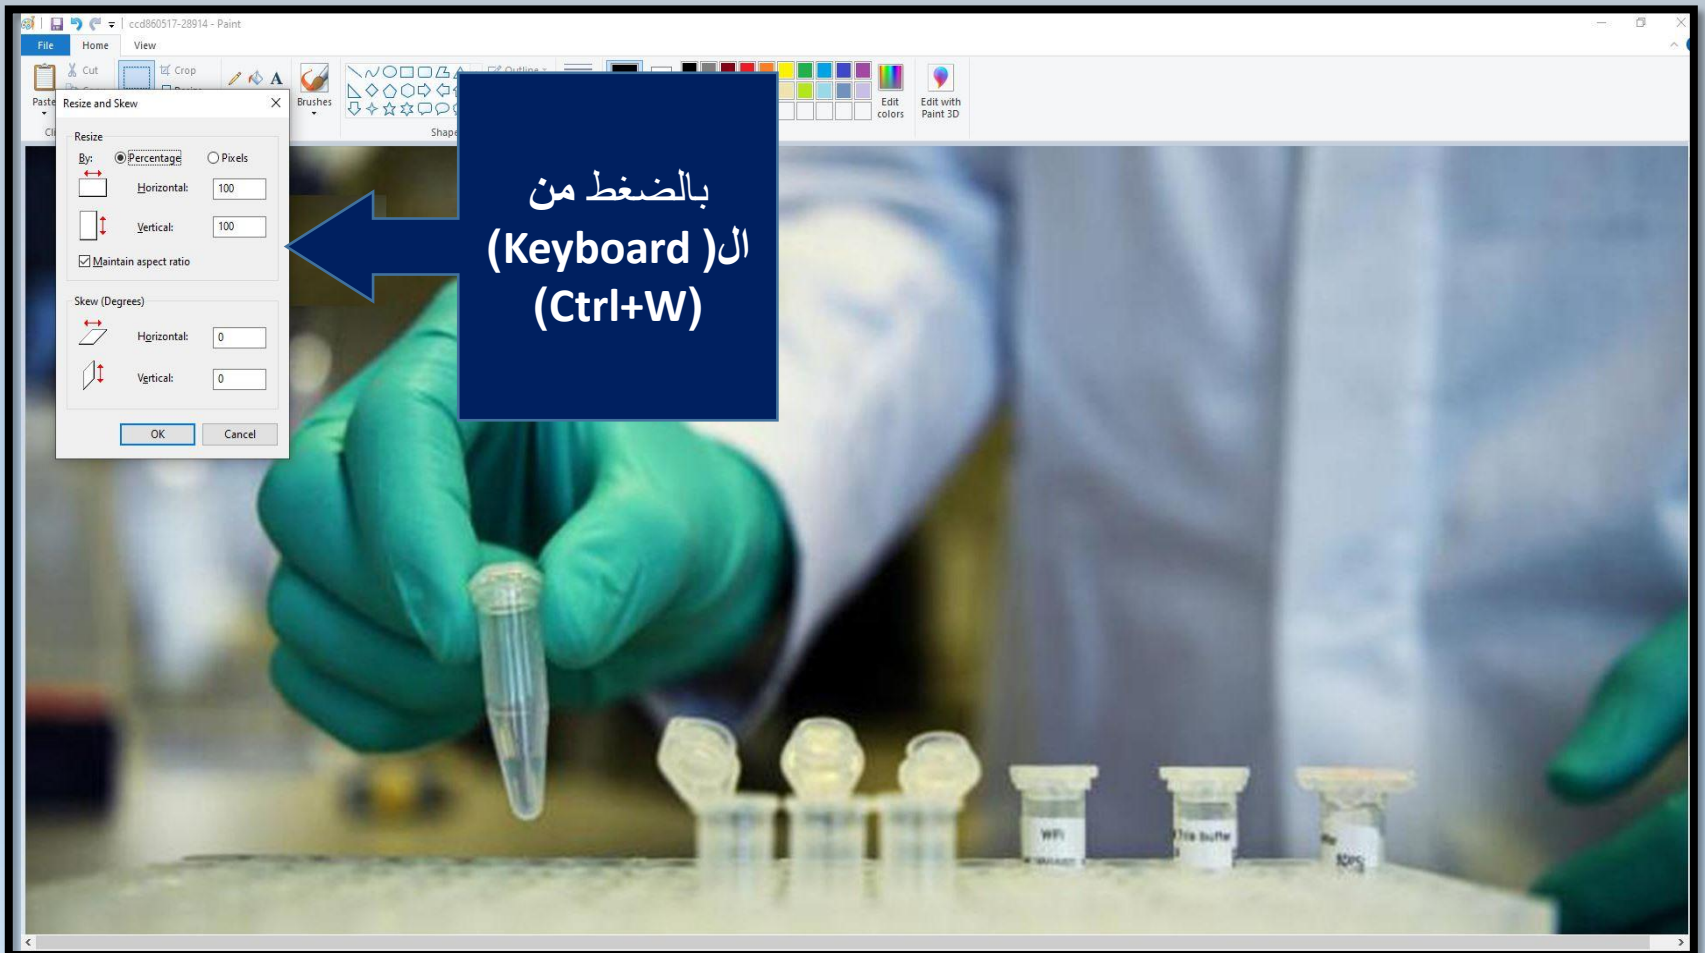 ccd860517-28914 - Paint
File Home View
Cut
Crop
Paste
Brushes
A
Edit colors
Edit with Paint 3D
Resize and Skew
Resize
By: Percentage Pixels
Horizontal: 100
Vertical: 100
Maintain aspect ratio
Skew (Degrees)
Horizontal: 0
Vertical: 0
OK Cancel
بالضغط من
ال( Keyboard)
(Ctrl+W)
WFI